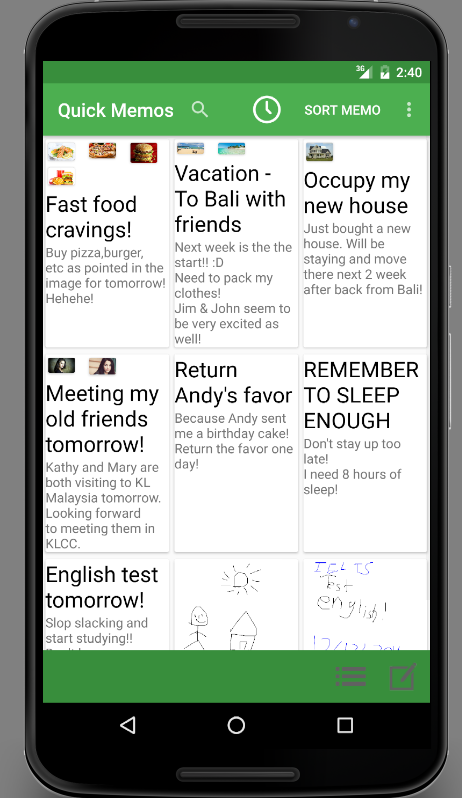 3G 2:40
Quick Memos SORT MEMO
Fast food
cravings!
Buy pizza,burger,
etc as pointed in the
image for tomorrow!
Hehehe!
Vacation -
To Bali with
friends
Next week is the the
start!! :D
Need to pack my
clothes!
Jim & John seem to
be very excited as
well!
Occupy my
new house
Just bought a new
house. Will be
staying and move
there next 2 week
after back from Bali!
Meeting my
old friends
tomorrow!
Kathy and Mary are
both visiting to KL
Malaysia tomorrow.
Looking forward
to meeting them in
KLCC.
Return
Andy's favor
Because Andy sent
me a birthday cake!
Return the favor one
day!
REMEMBER
TO SLEEP
ENOUGH
Don't stay up too
late!
I need 8 hours of
sleep!
English test
tomorrow!
Slop slacking and
start studying!!
IELTS
Test
english!